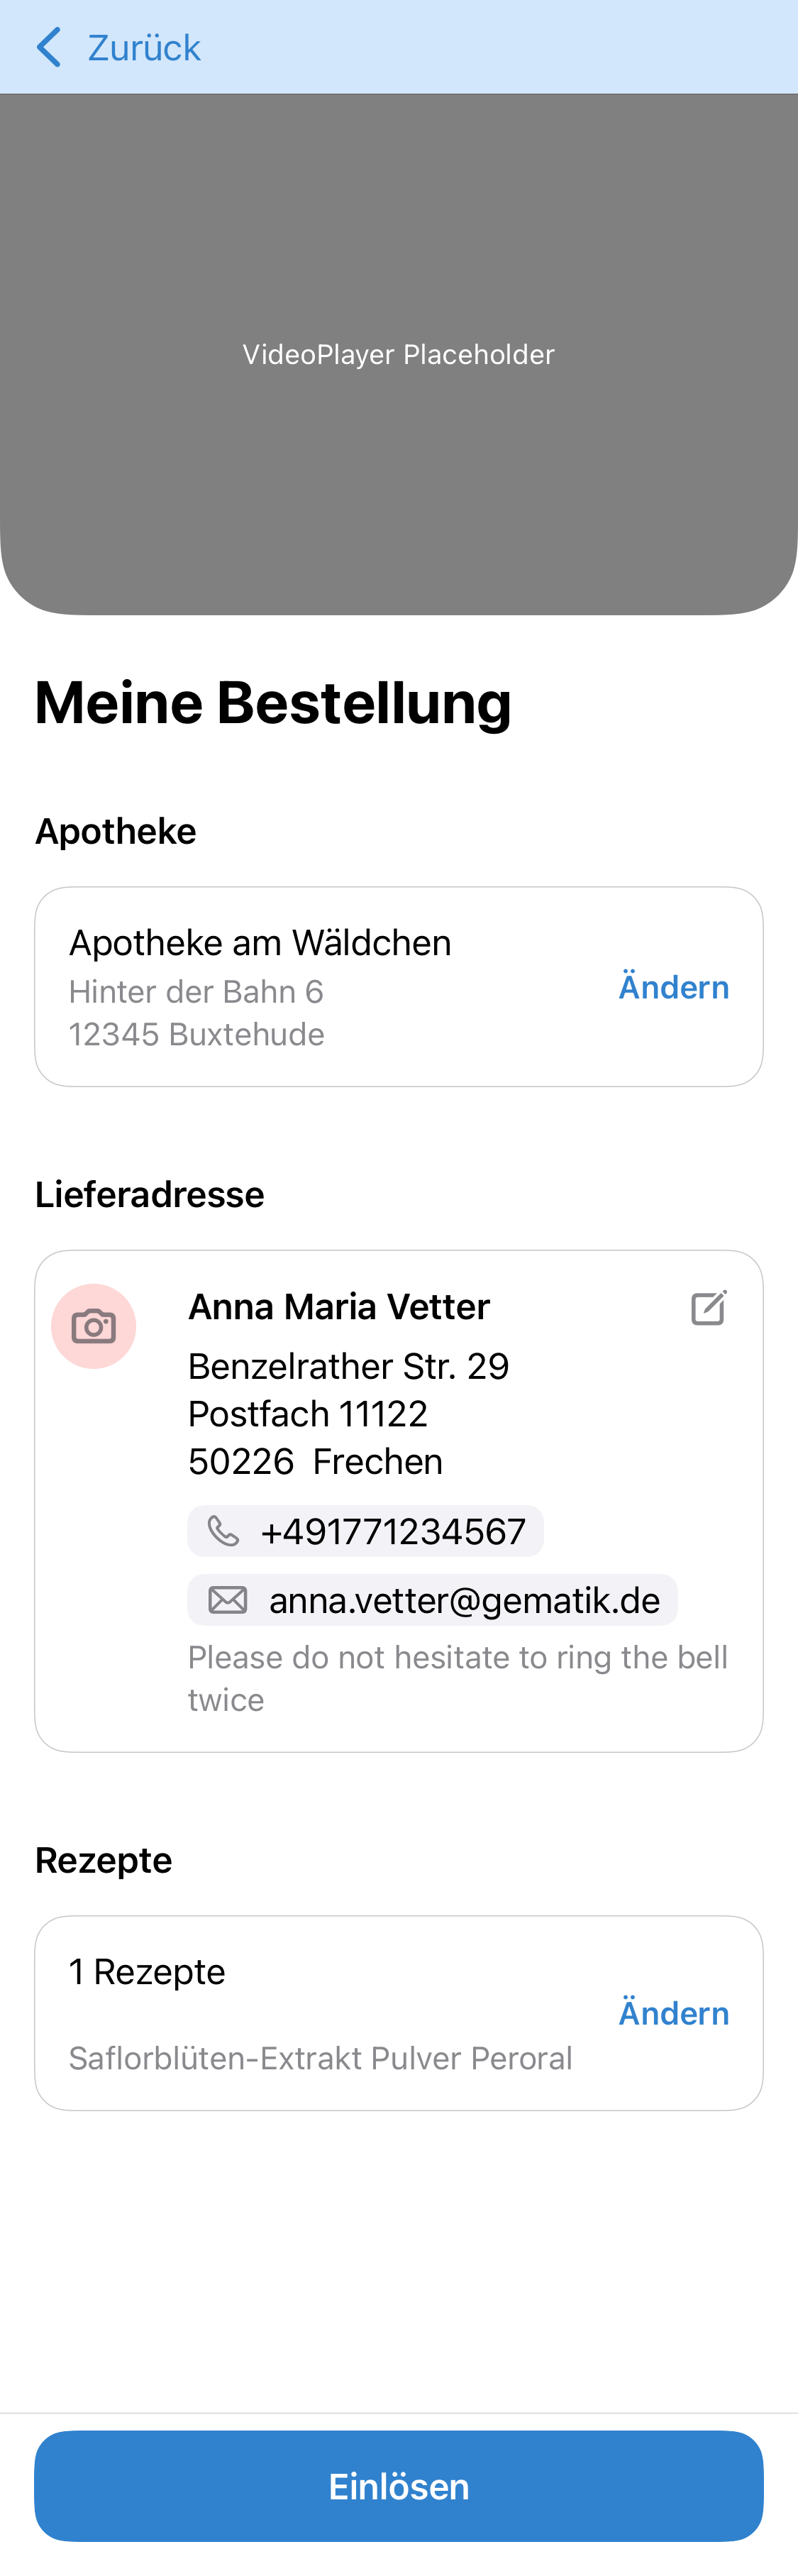 Zurück
VideoPlayer Placeholder
Meine Bestellung
Apotheke
Apotheke am Wäldchen
Hinter der Bahn 6
12345 Buxtehude
Ändern
Lieferadresse
Anna Maria Vetter
Benzelrather Str. 29
Postfach 11122
50226  Frechen
+491771234567
anna.vetter@gematik.de
Please do not hesitate to ring the bell
twice
Rezepte
1 Rezepte
Ändern
Saflorblüten-Extrakt Pulver Peroral
Einlösen